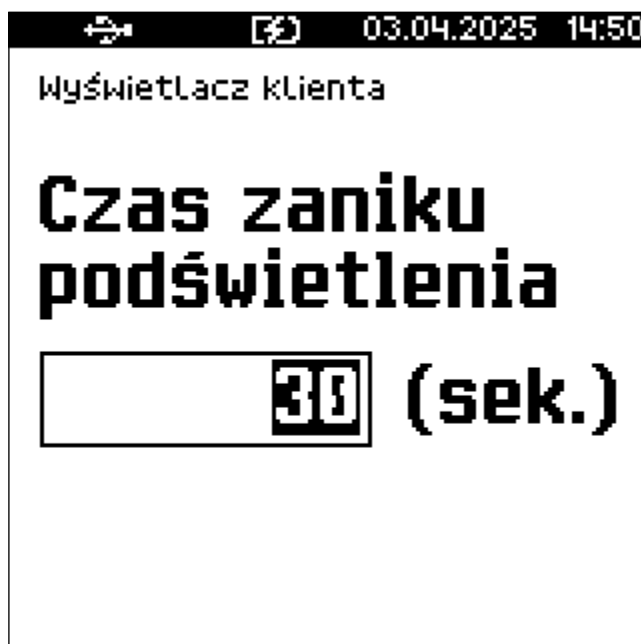 03.04.2025 14:50
Wyświetlacz klienta
Czas zaniku
podświetlenia
30 (sek.)